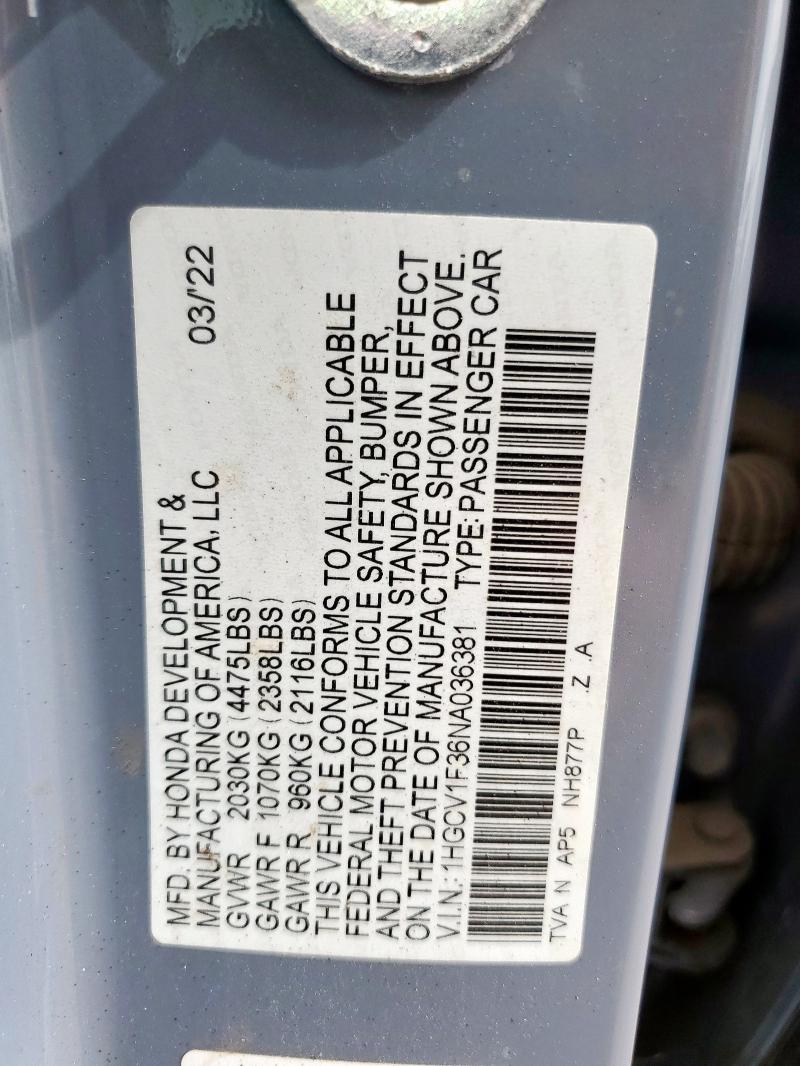 MFD. BY HONDA DEVELOPMENT & 03/'22
MANUFACTURING OF AMERICA, LLC
GVWR 2030KG (4475LBS)
GAWR F 1070KG (2358LBS)
GAWR R 960KG (2116LBS)
THIS VEHICLE CONFORMS TO ALL APPLICABLE
FEDERAL MOTOR VEHICLE SAFETY, BUMPER,
AND THEFT PREVENTION STANDARDS IN EFFECT
ON THE DATE OF MANUFACTURE SHOWN ABOVE.
V.I.N.: 1HGCV1F36NA036381 TYPE: PASSENGER CAR
TVA N AP5 NH877P .Z .A